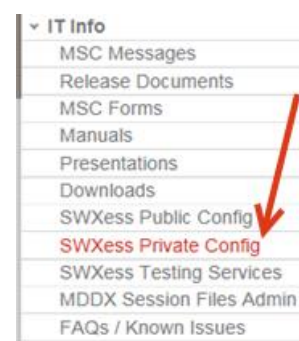 IT Info
MSC Messages
Release Documents
MSC Forms
Manuals
Presentations
Downloads
SWXess Public Config
SWXess Private Config
SWXess Testing Services
MDDX Session Files Admin
FAQs / Known Issues